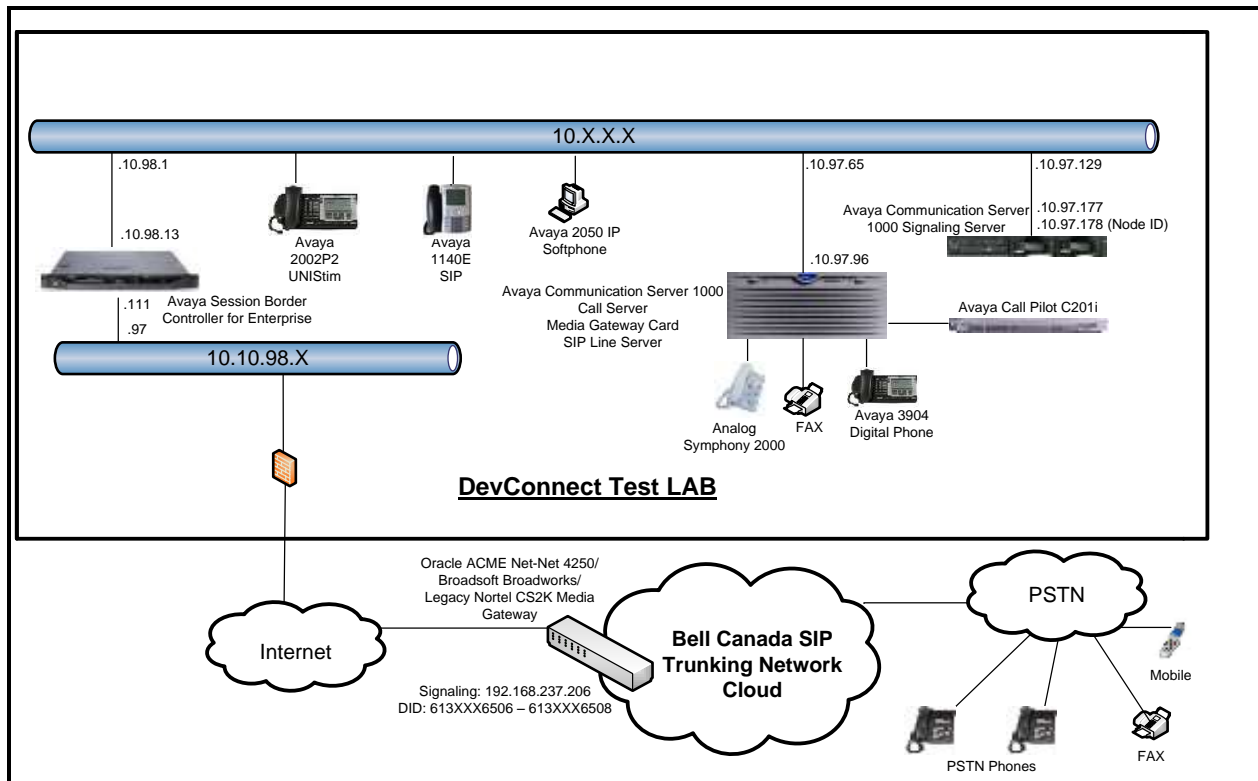 10.X.X.X
.10.98.1
.10.97.65
.10.97.129
.10.98.13
Avaya
2002P2
UNIStim
Avaya
1140E
SIP
Avaya 2050 IP
Softphone
Avaya Communication Server
1000 Signaling Server
.10.97.177
.10.97.178 (Node ID)
.10.97.96
.111
.97
Avaya Session Border
Controller for Enterprise
Avaya Communication Server 1000
Call Server
Media Gateway Card
SIP Line Server
Avaya Call Pilot C201i
10.10.98.X
Analog
Symphony 2000
FAX
Avaya 3904
Digital Phone
DevConnect Test LAB
Oracle ACME Net-Net 4250/
Broadsoft Broadworks/
Legacy Nortel CS2K Media
Gateway
Internet
Signaling: 192.168.237.206
DID: 613XXX6506 – 613XXX6508
Bell Canada SIP
Trunking Network
Cloud
PSTN
Mobile
PSTN Phones
FAX